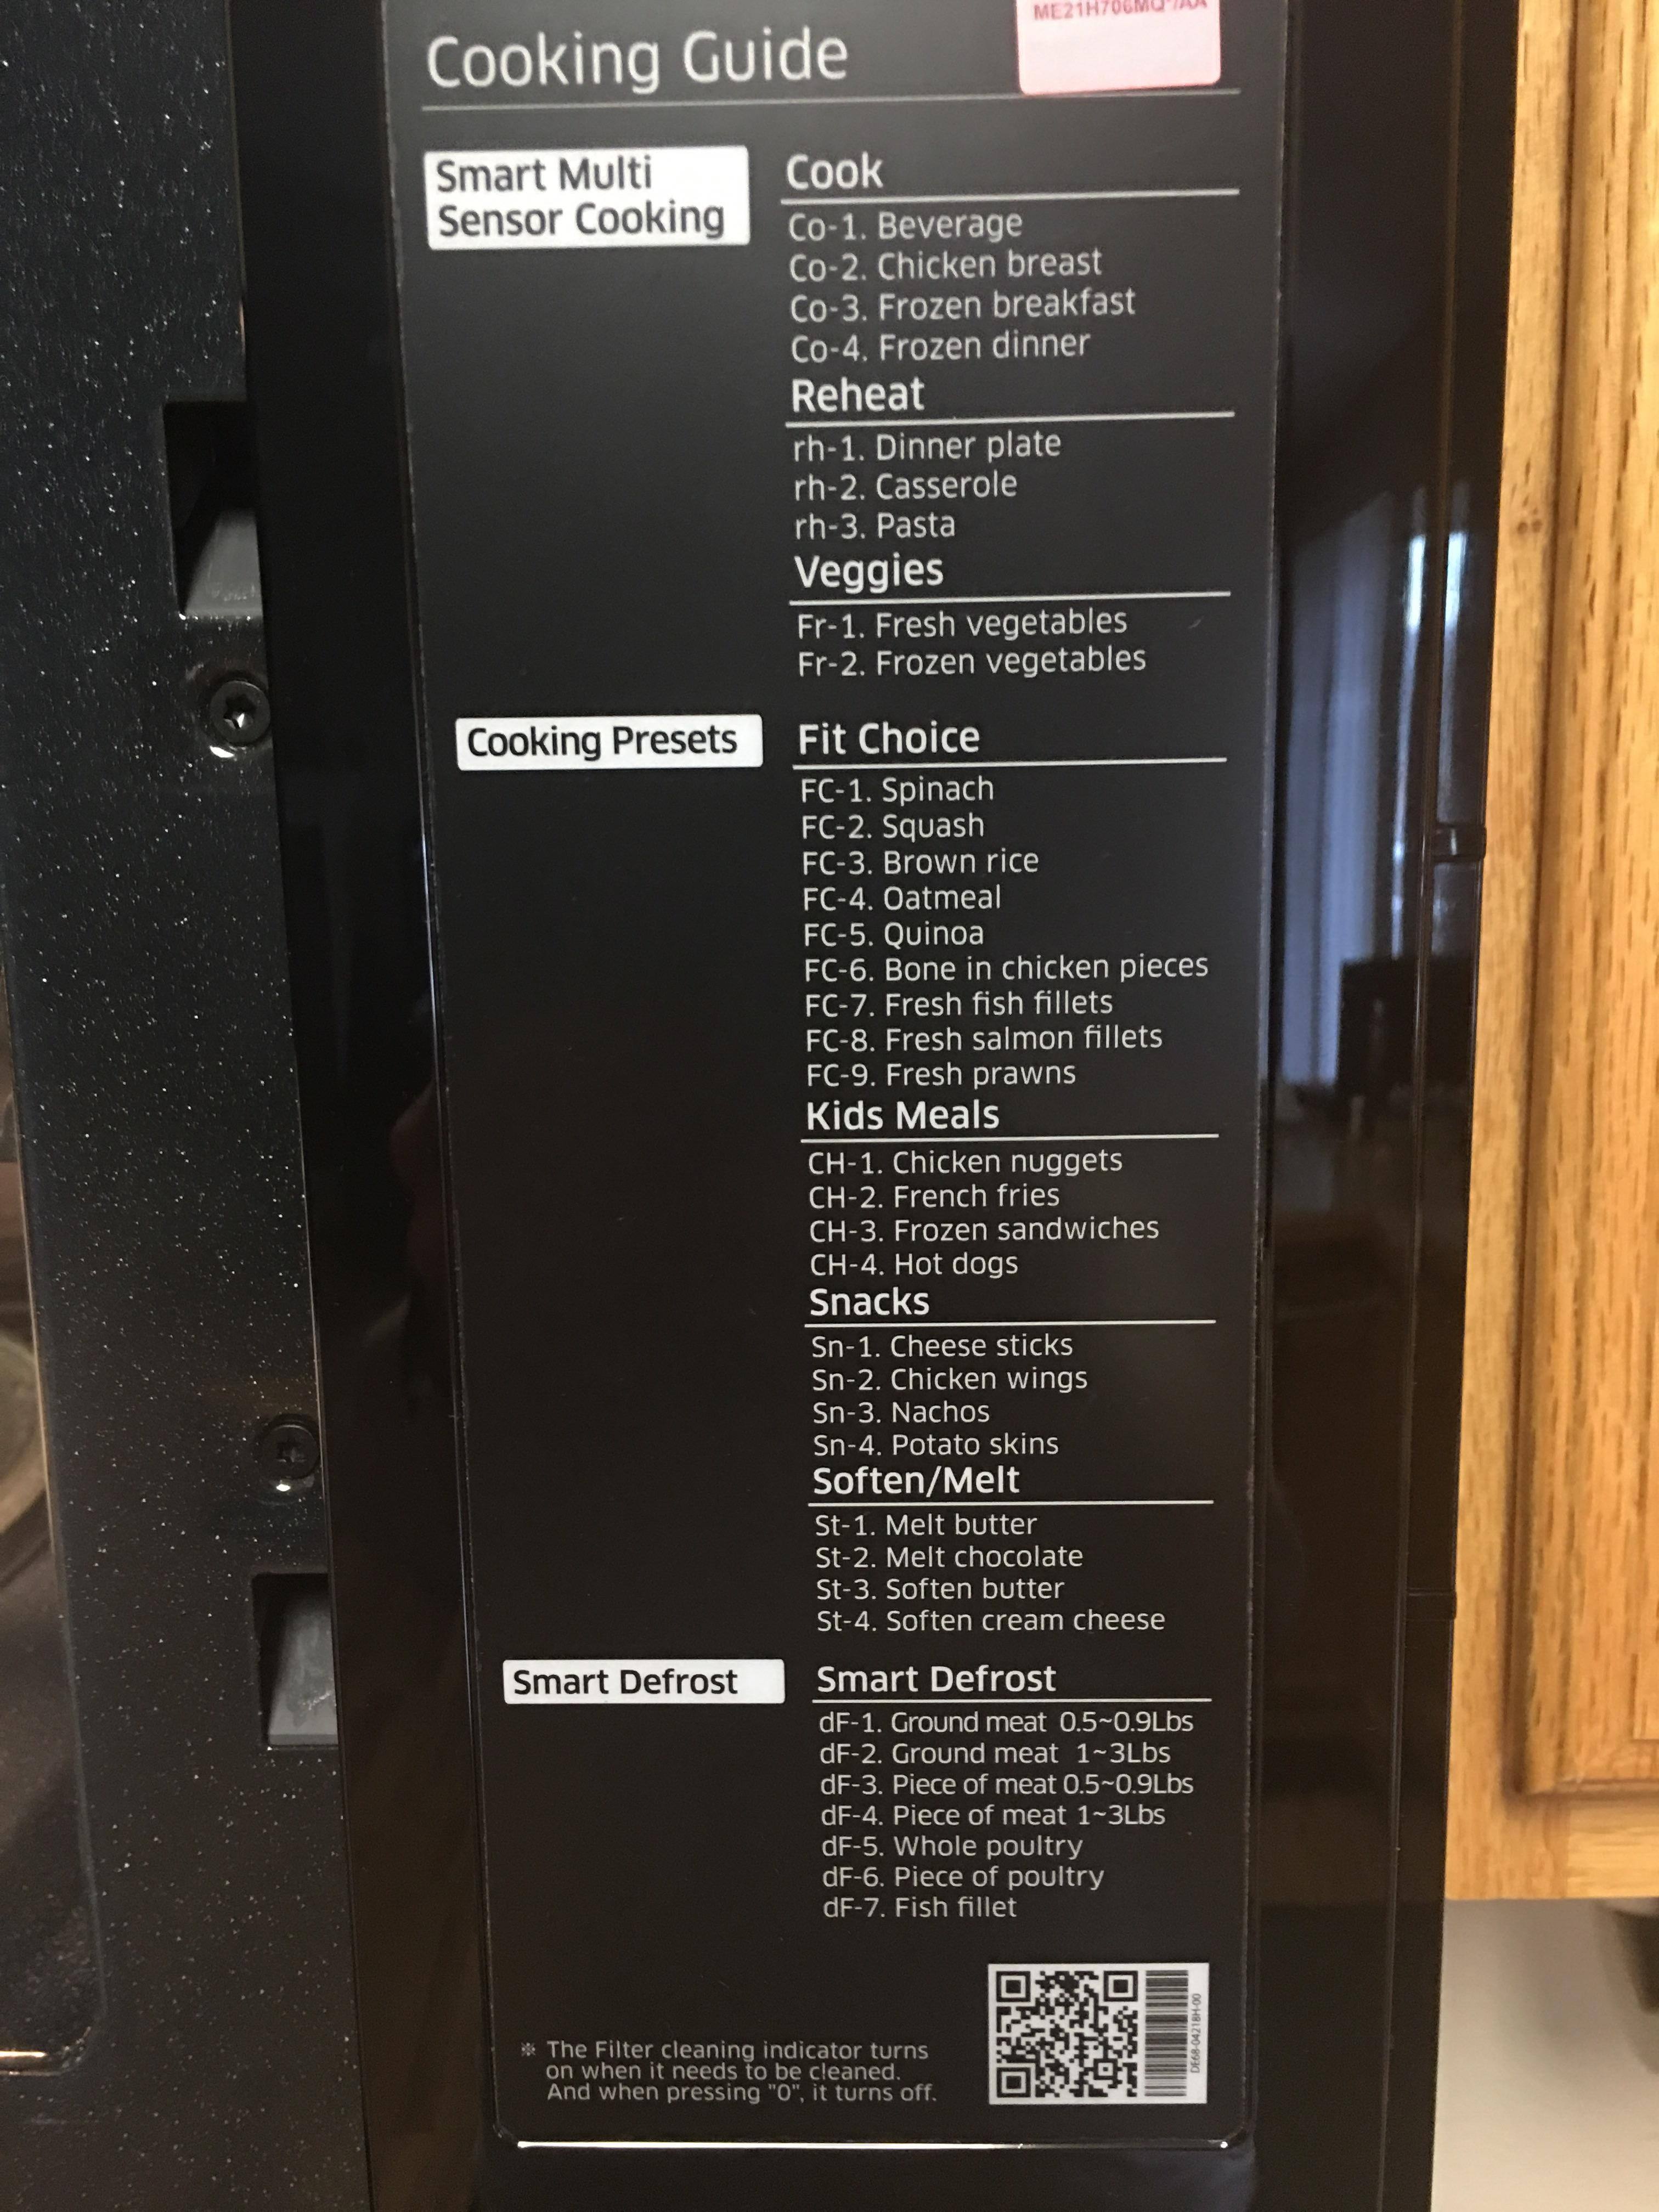 ME21H706MQ*/AA
Cooking Guide
Smart Multi
Sensor Cooking
Cook
Co-1. Beverage
Co-2. Chicken breast
Co-3. Frozen breakfast
Co-4. Frozen dinner
Reheat
rh-1. Dinner plate
rh-2. Casserole
rh-3. Pasta
Veggies
Fr-1. Fresh vegetables
Fr-2. Frozen vegetables
Cooking Presets
Fit Choice
FC-1. Spinach
FC-2. Squash
FC-3. Brown rice
FC-4. Oatmeal
FC-5. Quinoa
FC-6. Bone in chicken pieces
FC-7. Fresh fish fillets
FC-8. Fresh salmon fillets
FC-9. Fresh prawns
Kids Meals
CH-1. Chicken nuggets
CH-2. French fries
CH-3. Frozen sandwiches
CH-4. Hot dogs
Snacks
Sn-1. Cheese sticks
Sn-2. Chicken wings
Sn-3. Nachos
Sn-4. Potato skins
Soften/Melt
St-1. Melt butter
St-2. Melt chocolate
St-3. Soften butter
St-4. Soften cream cheese
Smart Defrost
Smart Defrost
dF-1. Ground meat 0.5~0.9Lbs
dF-2. Ground meat 1~3Lbs
dF-3. Piece of meat 0.5~0.9Lbs
dF-4. Piece of meat 1~3Lbs
dF-5. Whole poultry
dF-6. Piece of poultry
dF-7. Fish fillet
※ The Filter cleaning indicator turns
on when it needs to be cleaned.
And when pressing "0", it turns off.
DE68-04218H-00